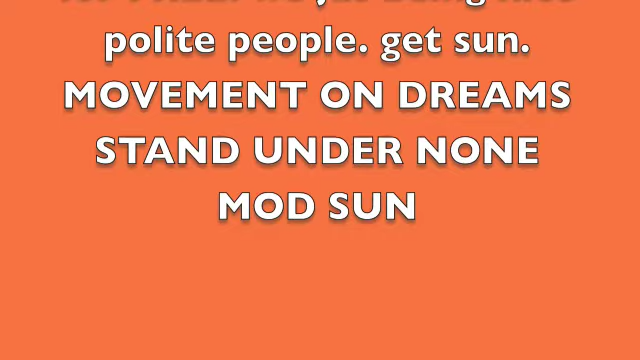 polite people. get sun.
MOVEMENT ON DREAMS
STAND UNDER NONE
MOD SUN